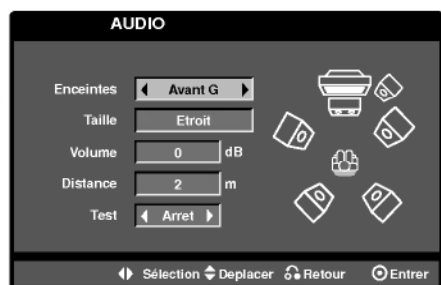 AUDIO
Enceintes Avant G
Taille Etroit
Volume 0 dB
Distance 2 m
Test Arret
Sélection Deplacer Retour Entrer